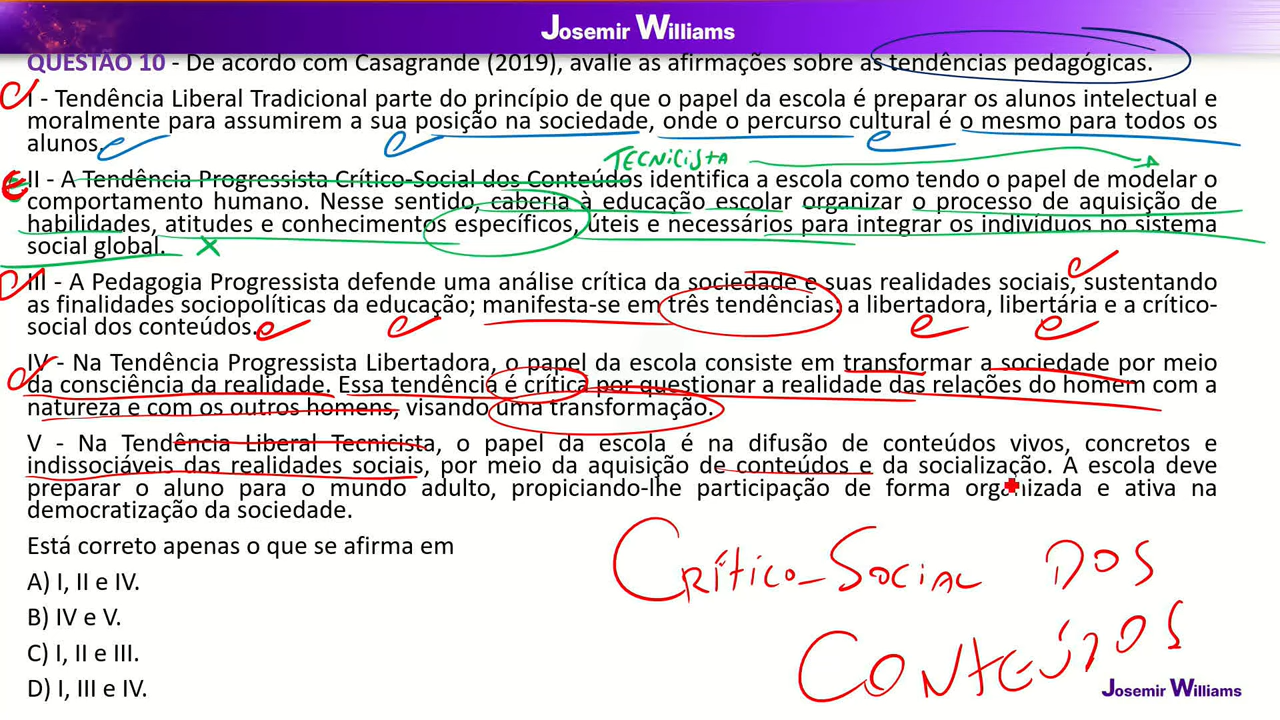 Josemir Williams
QUESTÃO 10 - De acordo com Casagrande (2019), avalie as afirmações sobre as tendências pedagógicas.
I - Tendência Liberal Tradicional parte do princípio de que o papel da escola é preparar os alunos intelectual e
moralmente para assumirem a sua posição na sociedade, onde o percurso cultural é o mesmo para todos os
alunos.
TECNICISTA
II - A Tendência Progressista Crítico-Social dos Conteúdos identifica a escola como tendo o papel de modelar o
comportamento humano. Nesse sentido, caberia à educação escolar organizar o processo de aquisição de
habilidades, atitudes e conhecimentos específicos, úteis e necessários para integrar os indivíduos no sistema
social global.
III - A Pedagogia Progressista defende uma análise crítica da sociedade e suas realidades sociais, sustentando
as finalidades sociopolíticas da educação; manifesta-se em três tendências: a libertadora, libertária e a crítico-
social dos conteúdos.
IV - Na Tendência Progressista Libertadora, o papel da escola consiste em transformar a sociedade por meio
da consciência da realidade. Essa tendência é crítica por questionar a realidade das relações do homem com a
natureza e com os outros homens, visando uma transformação.
V - Na Tendência Liberal Tecnicista, o papel da escola é na difusão de conteúdos vivos, concretos e
indissociáveis das realidades sociais, por meio da aquisição de conteúdos e da socialização. A escola deve
preparar o aluno para o mundo adulto, propiciando-lhe participação de forma organizada e ativa na
democratização da sociedade.
Está correto apenas o que se afirma em
A) I, II e IV.
B) IV e V.
C) I, II e III.
D) I, III e IV.
CRÍTICO-SOCIAL DOS
CONTEÚDOS
Josemir Williams